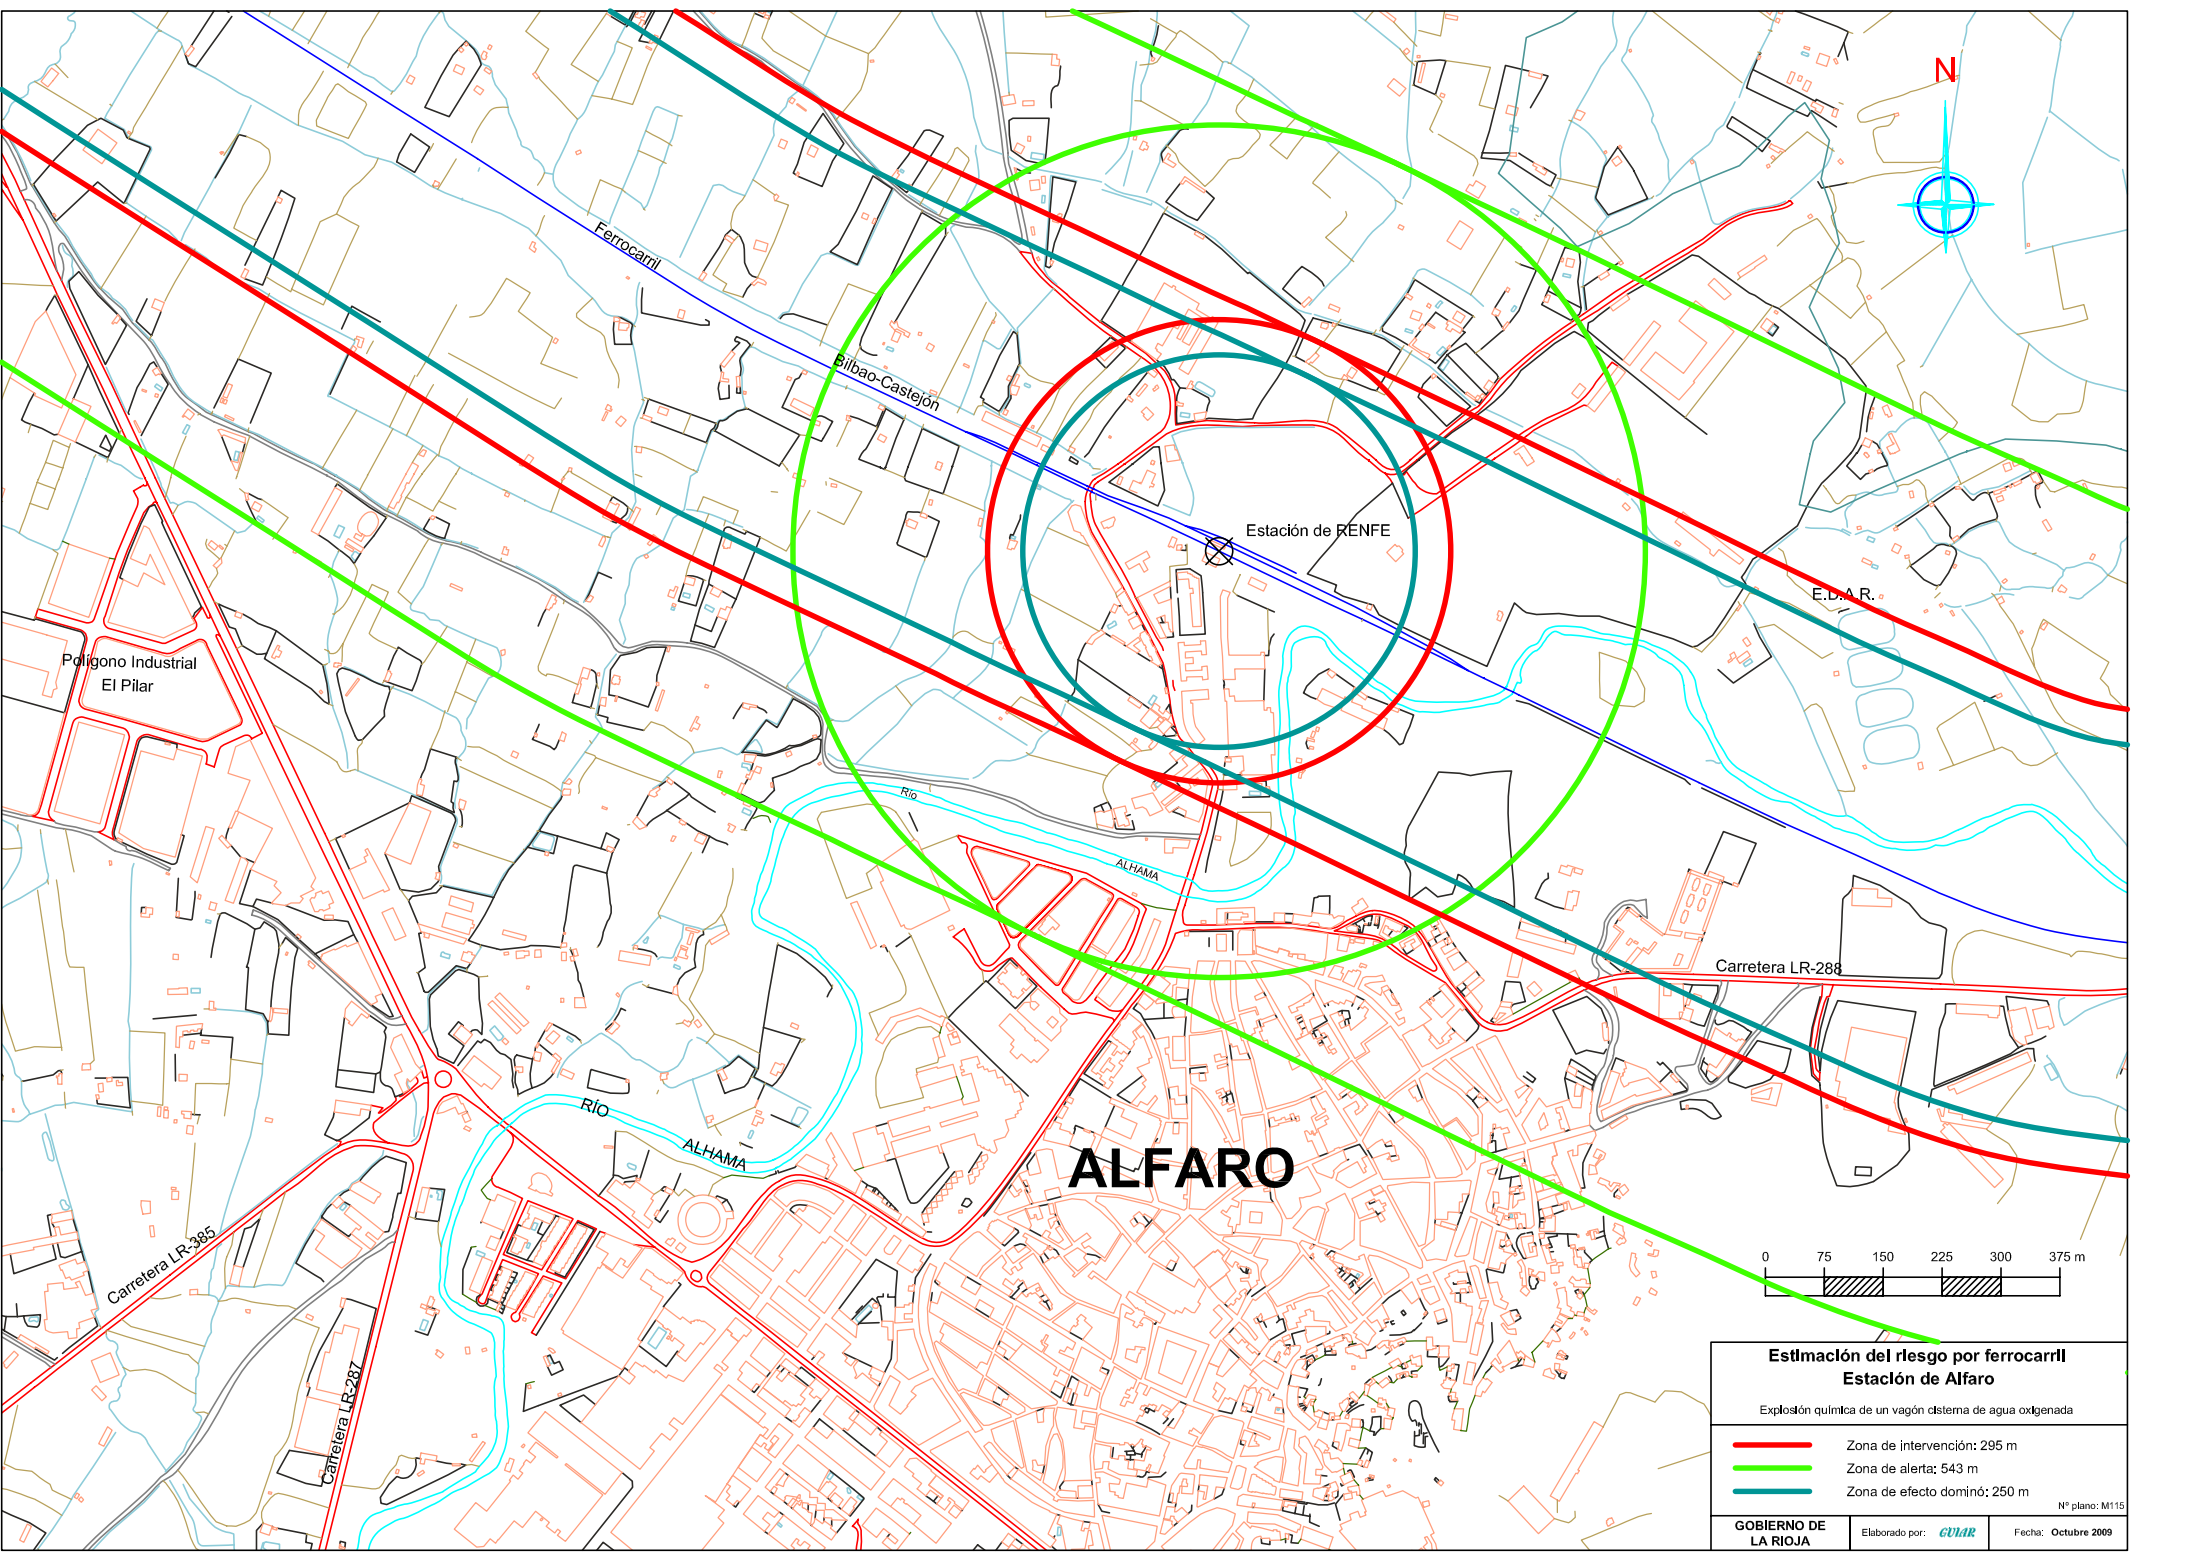 N
Ferrocarril
Bilbao-Castejón
Estación de RENFE
E.D.A.R.
Polígono Industrial
El Pilar
Río
ALHAMA
Carretera LR-288
RÍO
ALHAMA
ALFARO
Carretera LR-385
Carretera LR-287
0 75 150 225 300 375 m
Estimación del riesgo por ferrocarril
Estación de Alfaro
Explosión química de un vagón cisterna de agua oxigenada
Zona de intervención: 295 m
Zona de alerta: 543 m
Zona de efecto dominó: 250 m
Nº plano: M115
GOBIERNO DE
LA RIOJA
Elaborado por: GUIAR
Fecha: Octubre 2009